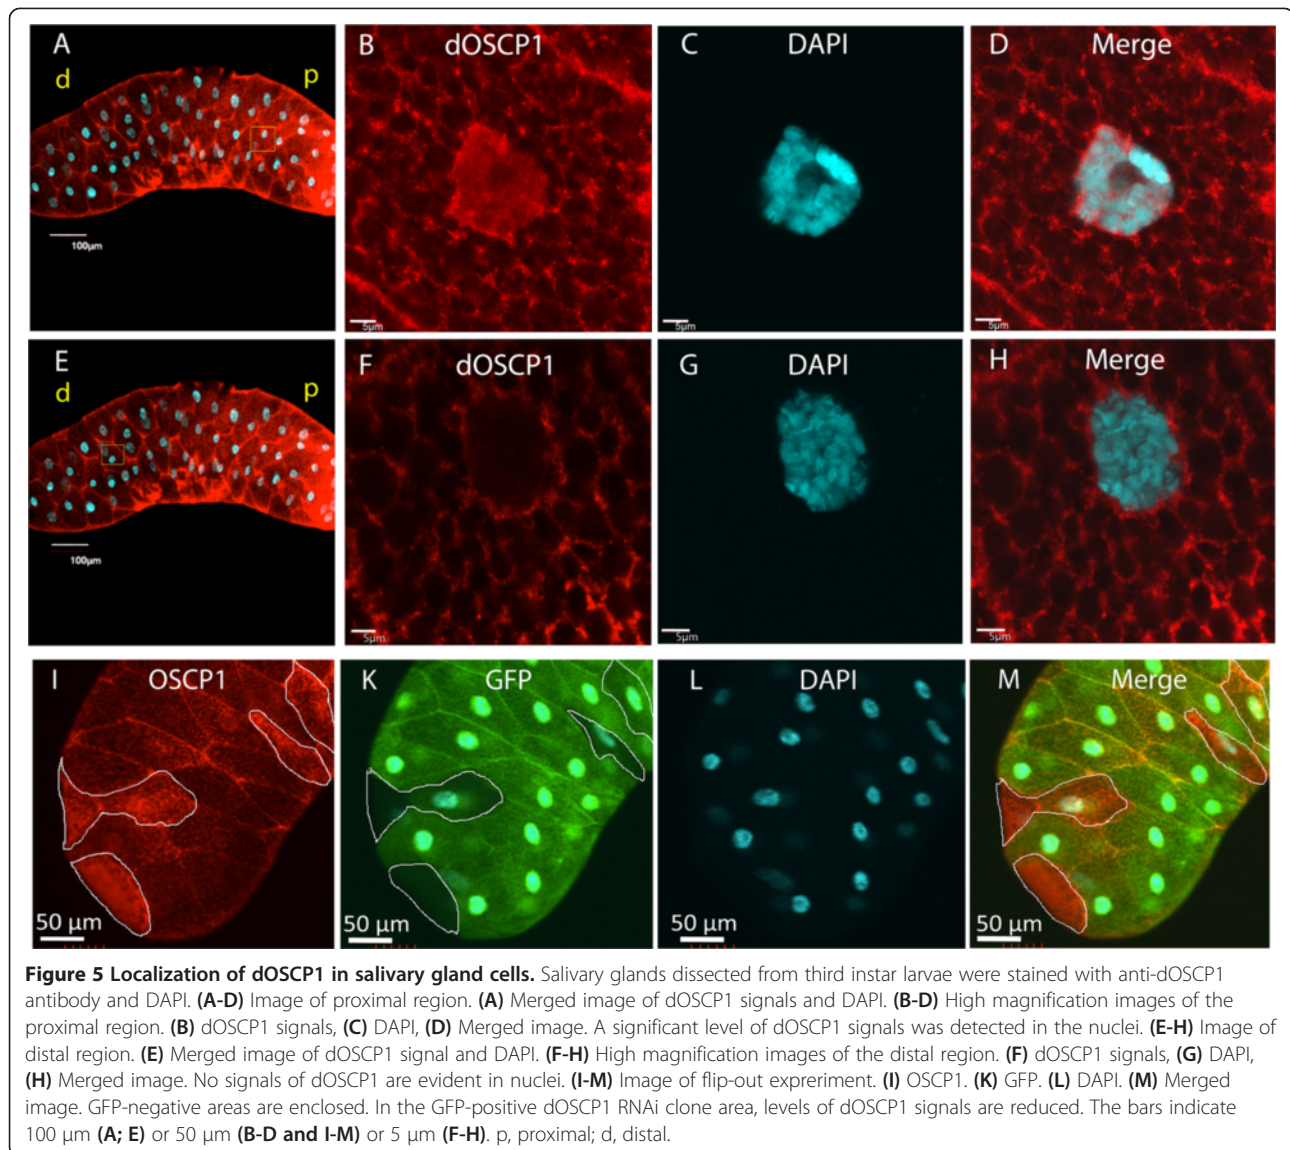 A
d
p
100µm
B
dOSCP1
5µm
C
DAPI
5µm
D
Merge
5µm
E
d
p
100µm
F
dOSCP1
5µm
G
DAPI
5µm
H
Merge
5µm
I
OSCP1
50 µm
K
GFP
50 µm
L
DAPI
50 µm
M
Merge
50 µm
Figure 5 Localization of dOSCP1 in salivary gland cells. Salivary glands dissected from third instar larvae were stained with anti-dOSCP1
antibody and DAPI. (A-D) Image of proximal region. (A) Merged image of dOSCP1 signals and DAPI. (B-D) High magnification images of the
proximal region. (B) dOSCP1 signals, (C) DAPI, (D) Merged image. A significant level of dOSCP1 signals was detected in the nuclei. (E-H) Image of
distal region. (E) Merged image of dOSCP1 signal and DAPI. (F-H) High magnification images of the distal region. (F) dOSCP1 signals, (G) DAPI,
(H) Merged image. No signals of dOSCP1 are evident in nuclei. (I-M) Image of flip-out expreriment. (I) OSCP1. (K) GFP. (L) DAPI. (M) Merged
image. GFP-negative areas are enclosed. In the GFP-positive dOSCP1 RNAi clone area, levels of dOSCP1 signals are reduced. The bars indicate
100 µm (A; E) or 50 µm (B-D and I-M) or 5 µm (F-H). p, proximal; d, distal.